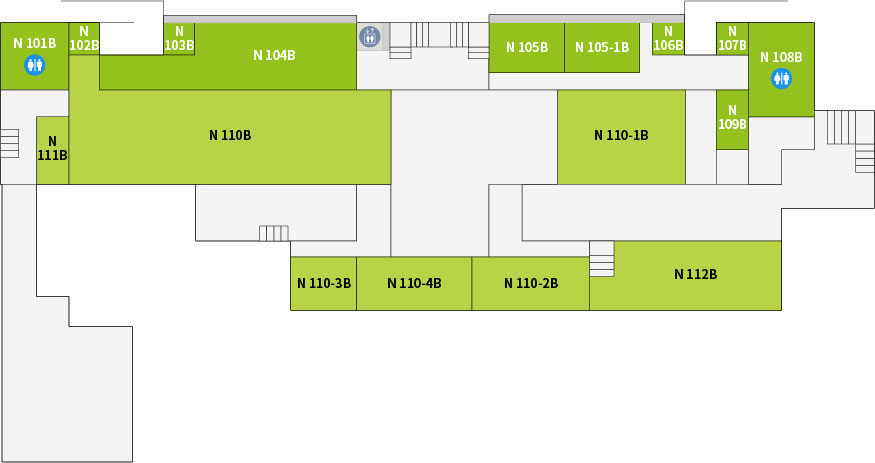 N 101B
N
102B
N
103B
N 104B
N 105B
N 105-1B
N
106B
N
107B
N 108B
N
109B
N 110B
N 110-1B
N
111B
N 110-3B
N 110-4B
N 110-2B
N 112B